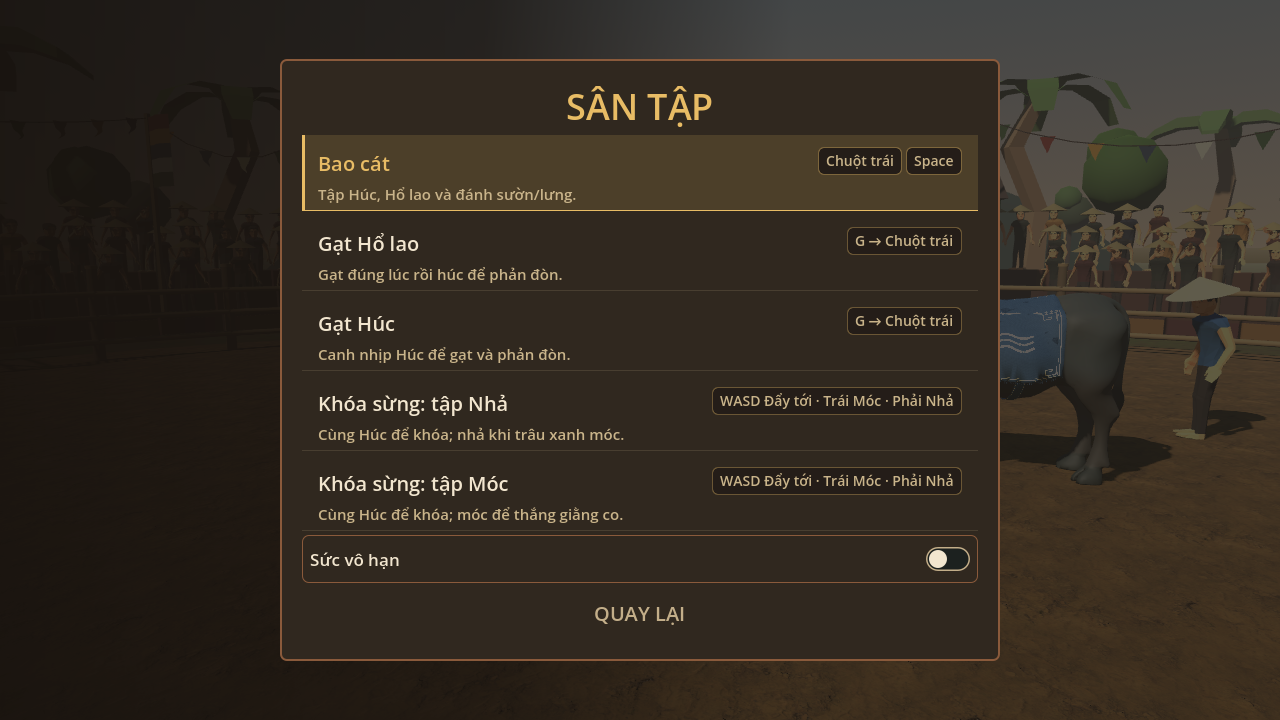 SÂN TẬP
Bao cát
Chuột trái
Space
Tập Húc, Hổ lao và đánh sườn/lưng.
Gạt Hổ lao
G → Chuột trái
Gạt đúng lúc rồi húc để phản đòn.
Gạt Húc
G → Chuột trái
Canh nhịp Húc để gạt và phản đòn.
Khóa sừng: tập Nhả
WASD Đẩy tới · Trái Móc · Phải Nhả
Cùng Húc để khóa; nhả khi trâu xanh móc.
Khóa sừng: tập Móc
WASD Đẩy tới · Trái Móc · Phải Nhả
Cùng Húc để khóa; móc để thắng giằng co.
Sức vô hạn
QUAY LẠI